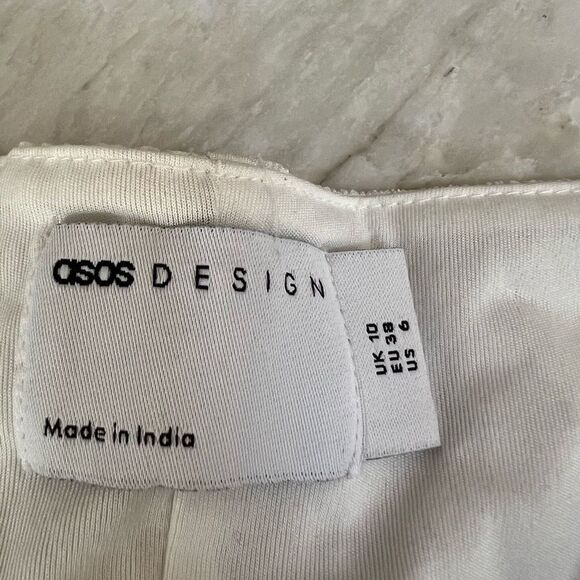 asos DESIGN
Made in India
UK 10
EU 38
US 6